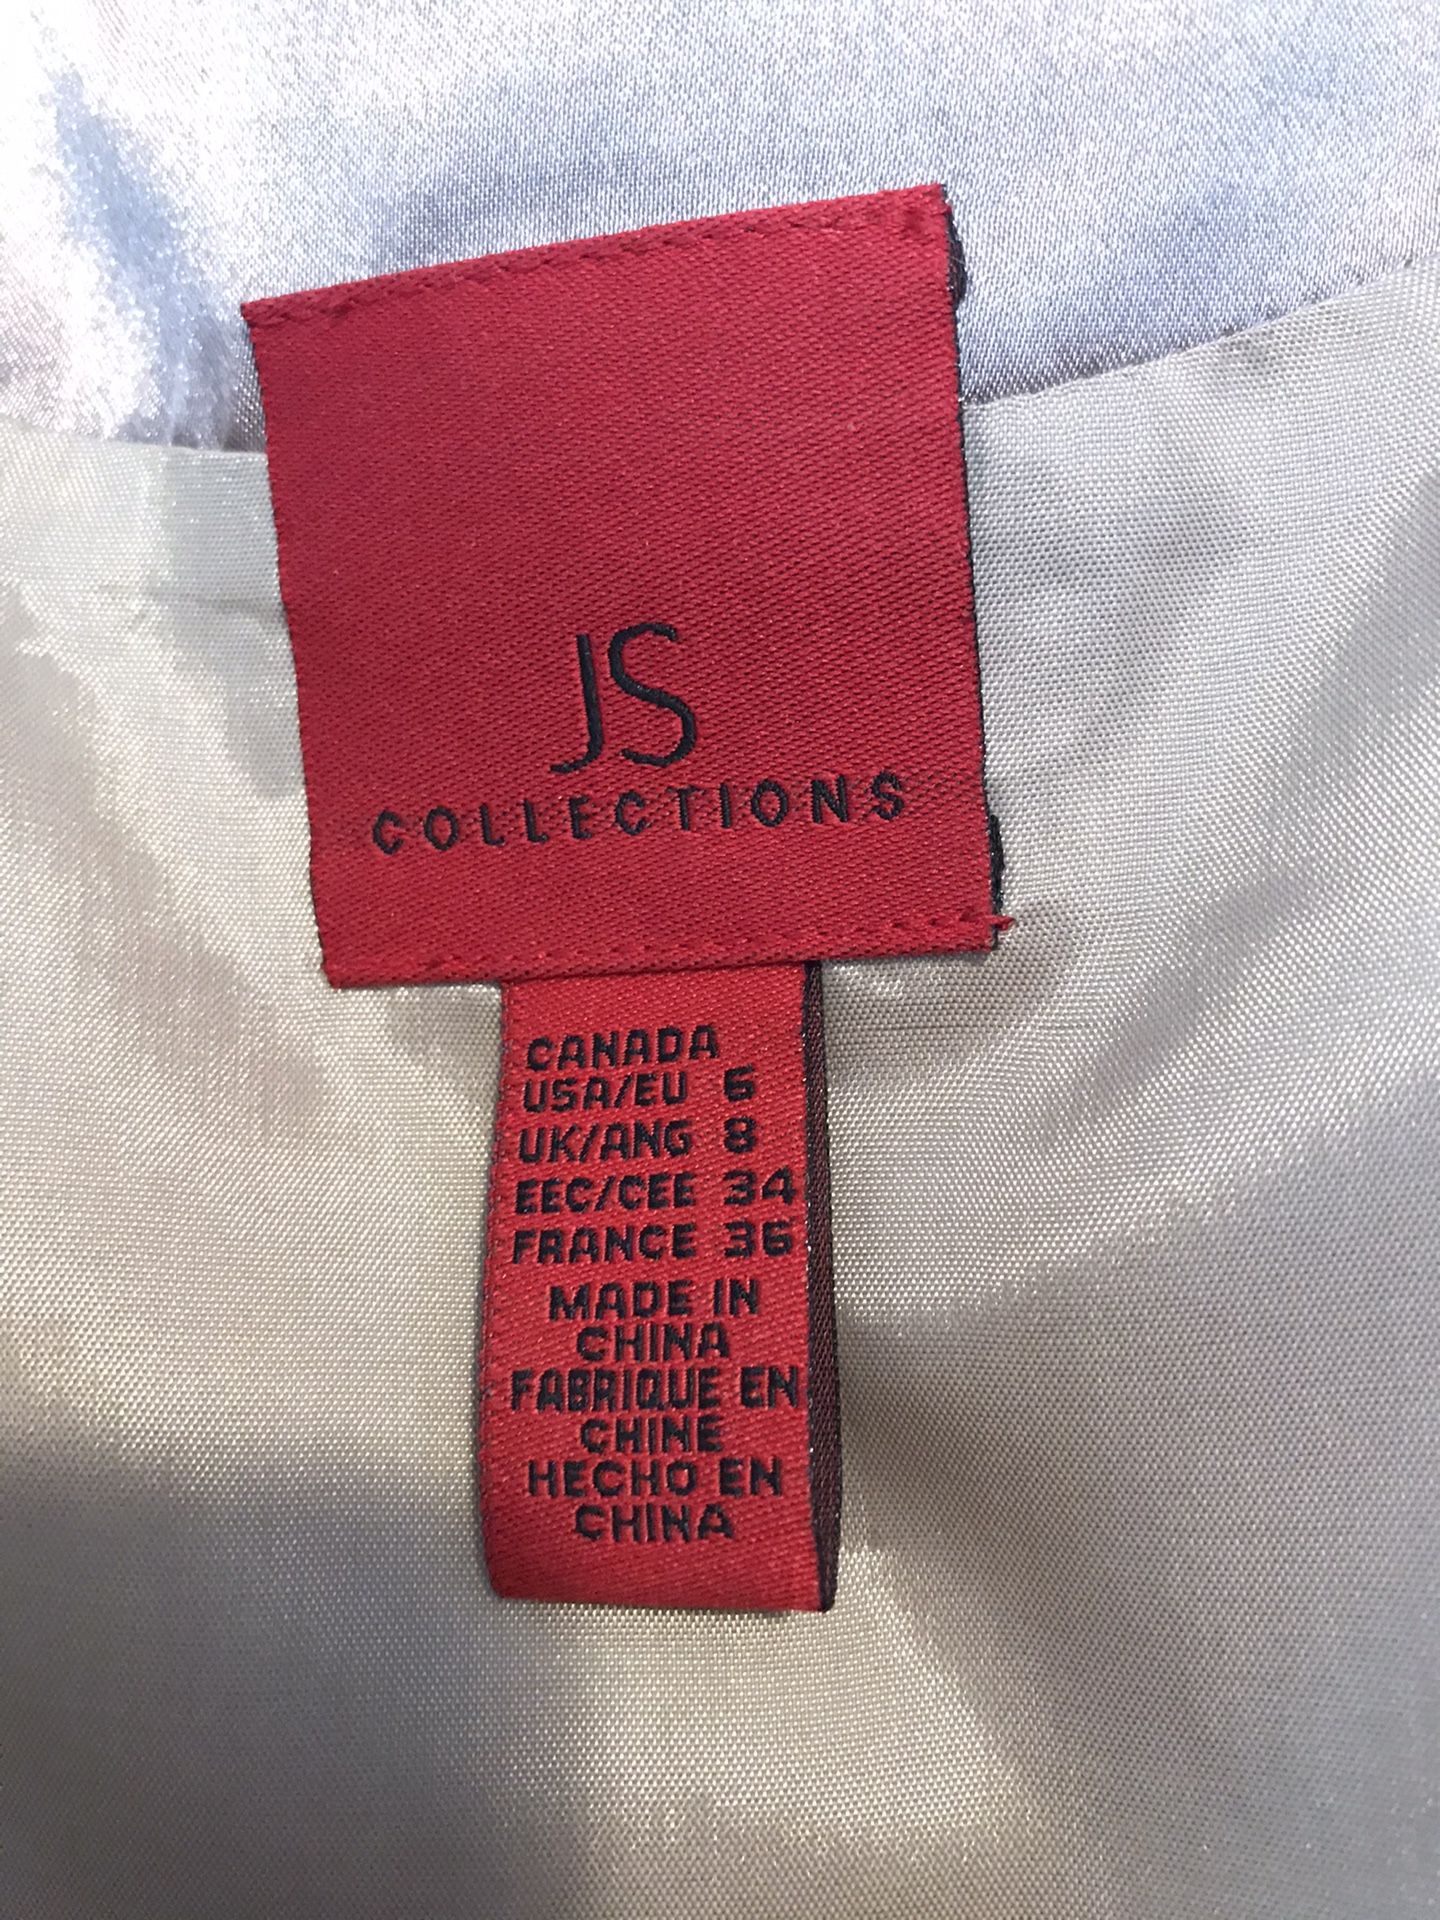 JS
COLLECTIONS
CANADA
USA/EU 6
UK/ANG 8
EEC/CEE 34
FRANCE 36
MADE IN
CHINA
FABRIQUE EN
CHINE
HECHO EN
CHINA